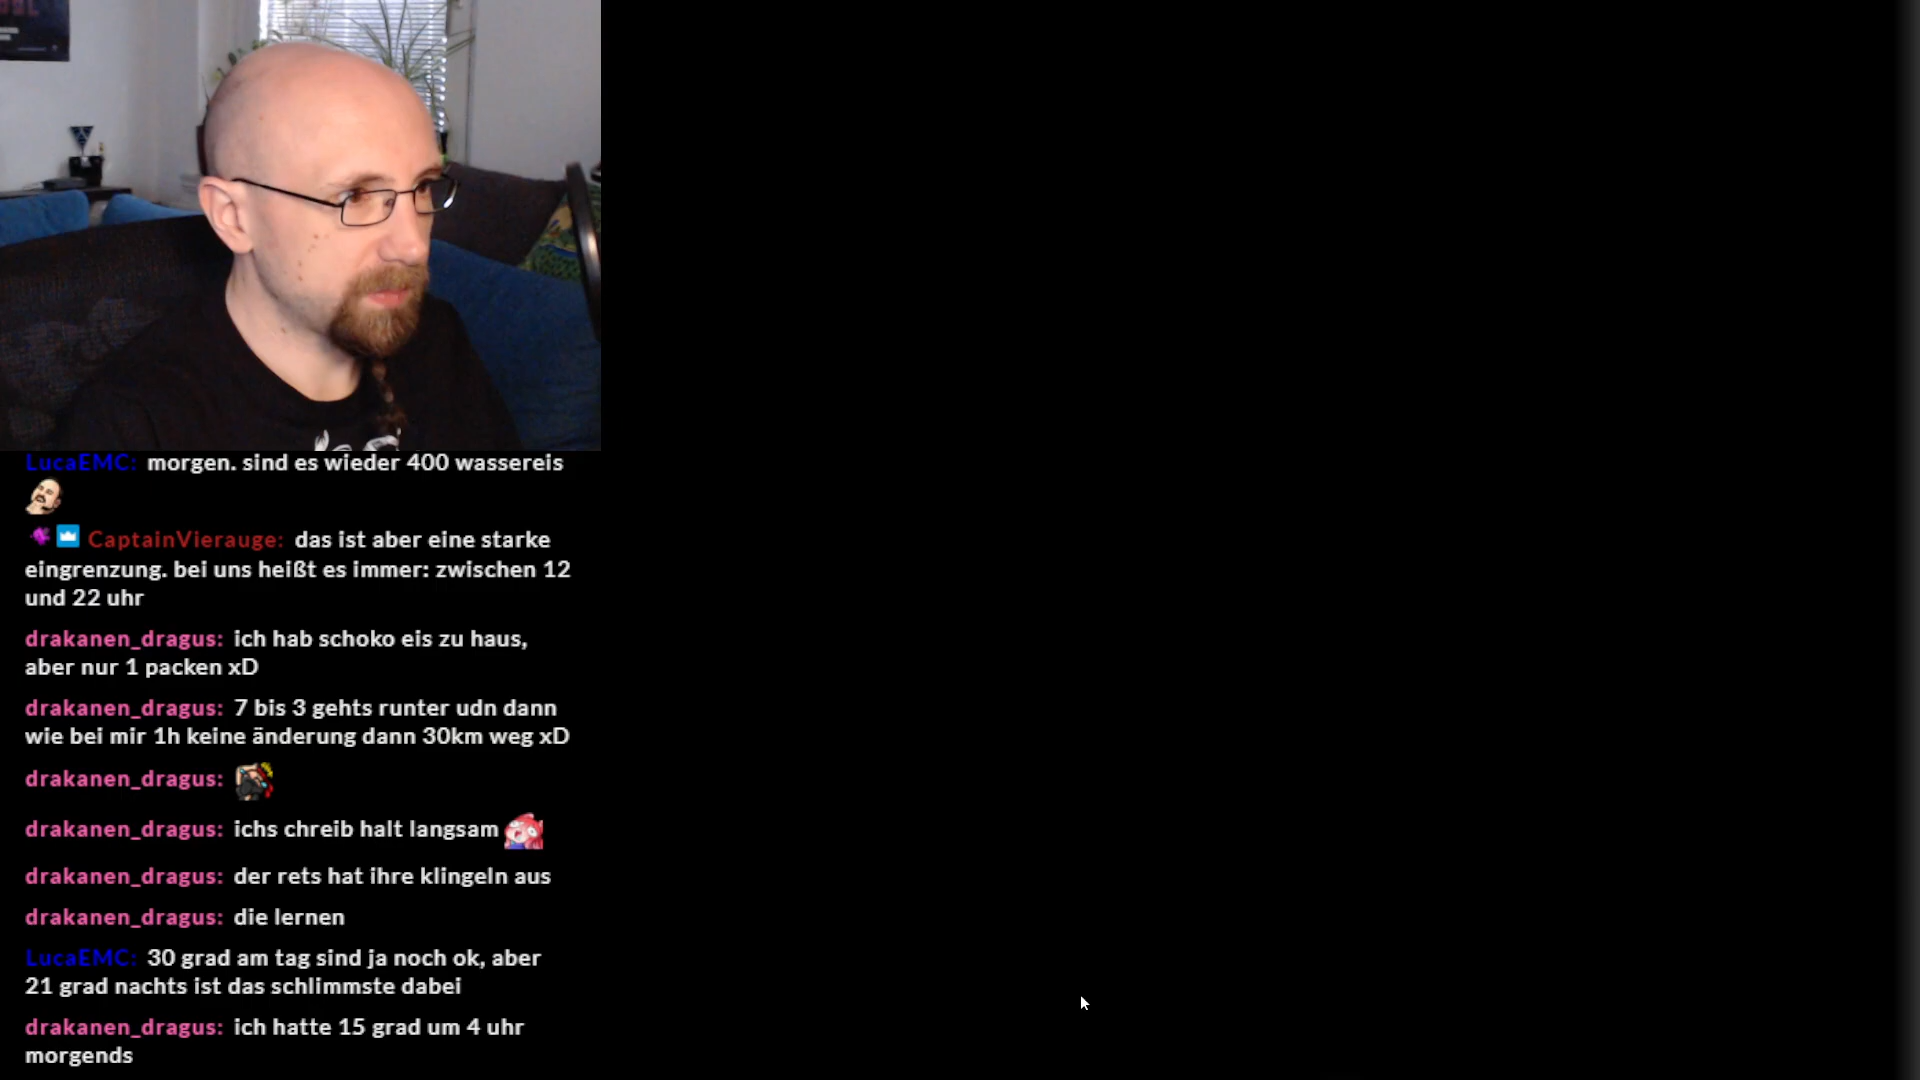 LucaEMC: morgen. sind es wieder 400 wassereis
CaptainVierauge: das ist aber eine starke
eingrenzung. bei uns heißt es immer: zwischen 12
und 22 uhr
drakanen_dragus: ich hab schoko eis zu haus,
aber nur 1 packen xD
drakanen_dragus: 7 bis 3 gehts runter udn dann
wie bei mir 1h keine änderung dann 30km weg xD
drakanen_dragus:
drakanen_dragus: ichs chreib halt langsam
drakanen_dragus: der rets hat ihre klingeln aus
drakanen_dragus: die lernen
LucaEMC: 30 grad am tag sind ja noch ok, aber
21 grad nachts ist das schlimmste dabei
drakanen_dragus: ich hatte 15 grad um 4 uhr
morgends